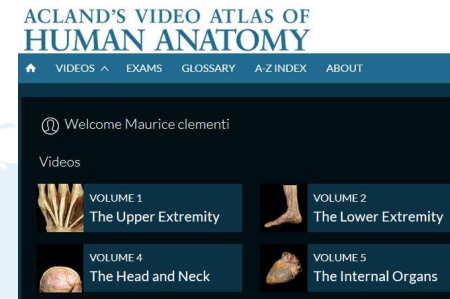 ACLAND'S VIDEO ATLAS OF
HUMAN ANATOMY
VIDEOS EXAMS GLOSSARY A-Z INDEX ABOUT
Welcome Maurice clementi
Videos
VOLUME 1
The Upper Extremity
VOLUME 2
The Lower Extremity
VOLUME 4
The Head and Neck
VOLUME 5
The Internal Organs